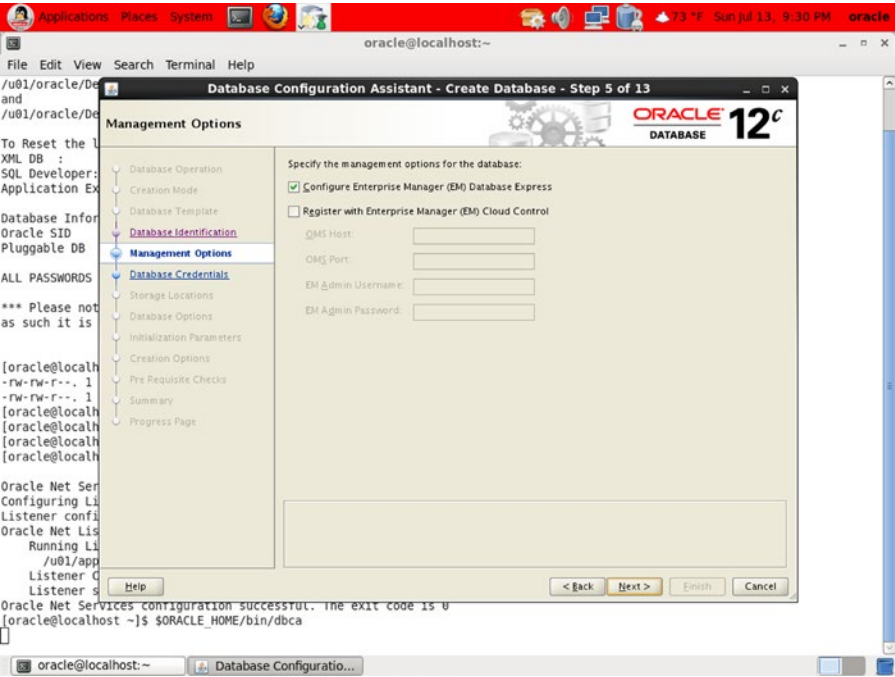 Applications Places System 73 °F Sun Jul 13, 9:30 PM oracle
oracle@localhost:~
File Edit View Search Terminal Help
/u01/oracle/De
and
/u01/oracle/De
To Reset the l
XML DB :
SQL Developer:
Application Ex
Database Infor
Oracle SID
Pluggable DB
ALL PASSWORDS
*** Please not
as such it is
[oracle@localh
-rw-rw-r--. 1
-rw-rw-r--. 1
[oracle@localh
[oracle@localh
[oracle@localh
[oracle@localh
Oracle Net Ser
Configuring Li
Listener confi
Oracle Net Lis
Running Li
/u01/app
Listener C
Listener s
Oracle Net Services configuration successful. The exit code is 0
[oracle@localhost ~]$ $ORACLE_HOME/bin/dbca
Database Configuration Assistant - Create Database - Step 5 of 13
Management Options
ORACLE
DATABASE
12c
Database Operation
Creation Mode
Database Template
Database Identification
Management Options
Database Credentials
Storage Locations
Database Options
Initialization Parameters
Creation Options
Pre Requisite Checks
Summary
Progress Page
Specify the management options for the database:
Configure Enterprise Manager (EM) Database Express
Register with Enterprise Manager (EM) Cloud Control
OMS Host:
OMS Port:
EM Admin Username:
EM Admin Password:
Help < Back Next > Finish Cancel
oracle@localhost:~ Database Configuratio...